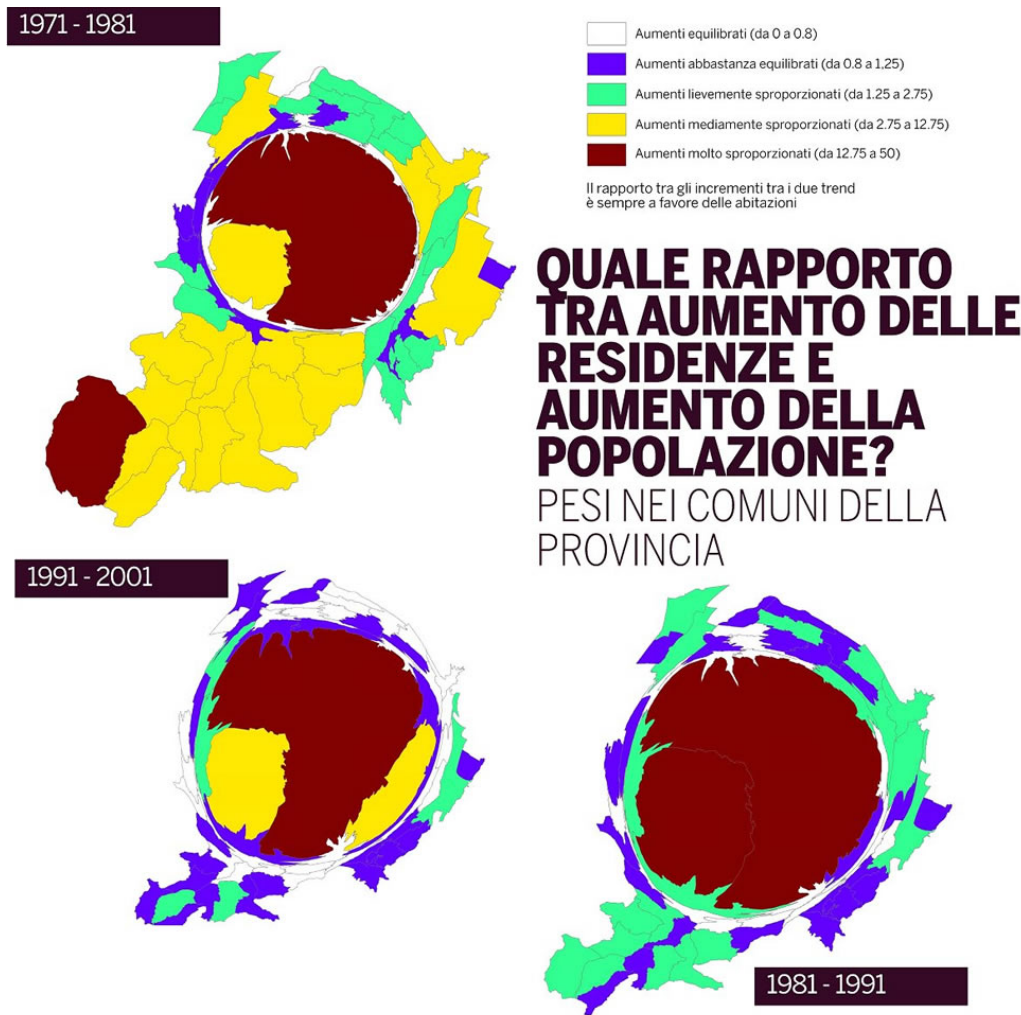 1971 - 1981
Aumenti equilibrati (da 0 a 0.8)
Aumenti abbastanza equilibrati (da 0.8 a 1,25)
Aumenti lievemente sproporzionati (da 1.25 a 2.75)
Aumenti mediamente sproporzionati (da 2.75 a 12.75)
Aumenti molto sproporzionati (da 12.75 a 50)
Il rapporto tra gli incrementi tra i due trend
è sempre a favore delle abitazioni
QUALE RAPPORTO
TRA AUMENTO DELLE
RESIDENZE E
AUMENTO DELLA
POPOLAZIONE?
PESI NEI COMUNI DELLA
PROVINCIA
1991 - 2001
1981 - 1991